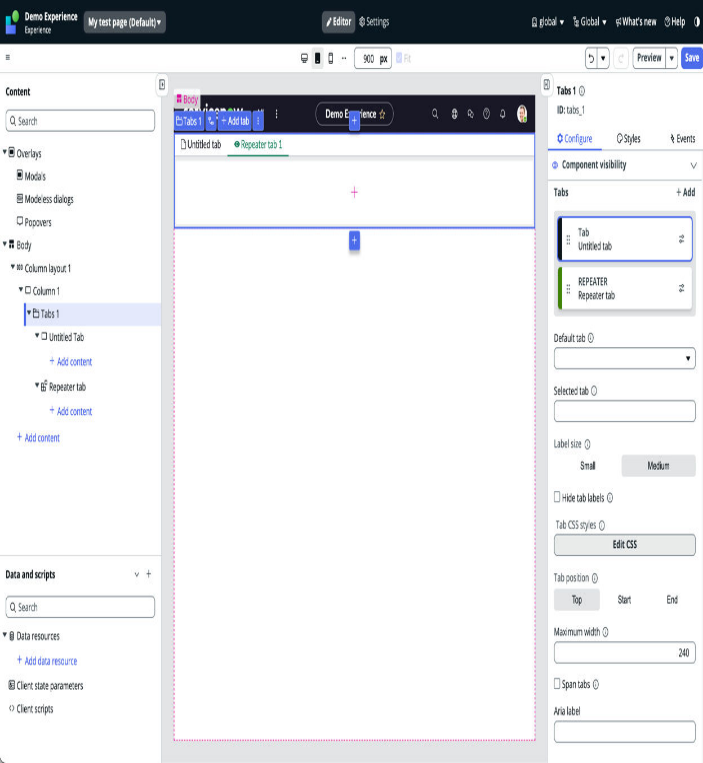 Demo Experience
Experience
My test page (Default)
Editor
Settings
global
Global
What's new
Help
900 px
Fit
Preview
Save
Content
Search
Overlays
Modals
Modeless dialogs
Popovers
Body
Column layout 1
Column 1
Tabs 1
Untitled Tab
+ Add content
Repeater tab
+ Add content
+ Add content
Data and scripts
Search
Data resources
+ Add data resource
Client state parameters
Client scripts
Body
Tabs 1
+ Add tab
Untitled tab
Repeater tab 1
Tabs 1
ID: tabs_1
Configure
Styles
Events
Component visibility
Tabs
+ Add
Tab
Untitled tab
REPEATER
Repeater tab
Default tab
Selected tab
Label size
Small
Medium
Hide tab labels
Tab CSS styles
Edit CSS
Tab position
Top
Start
End
Maximum width
240
Span tabs
Aria label